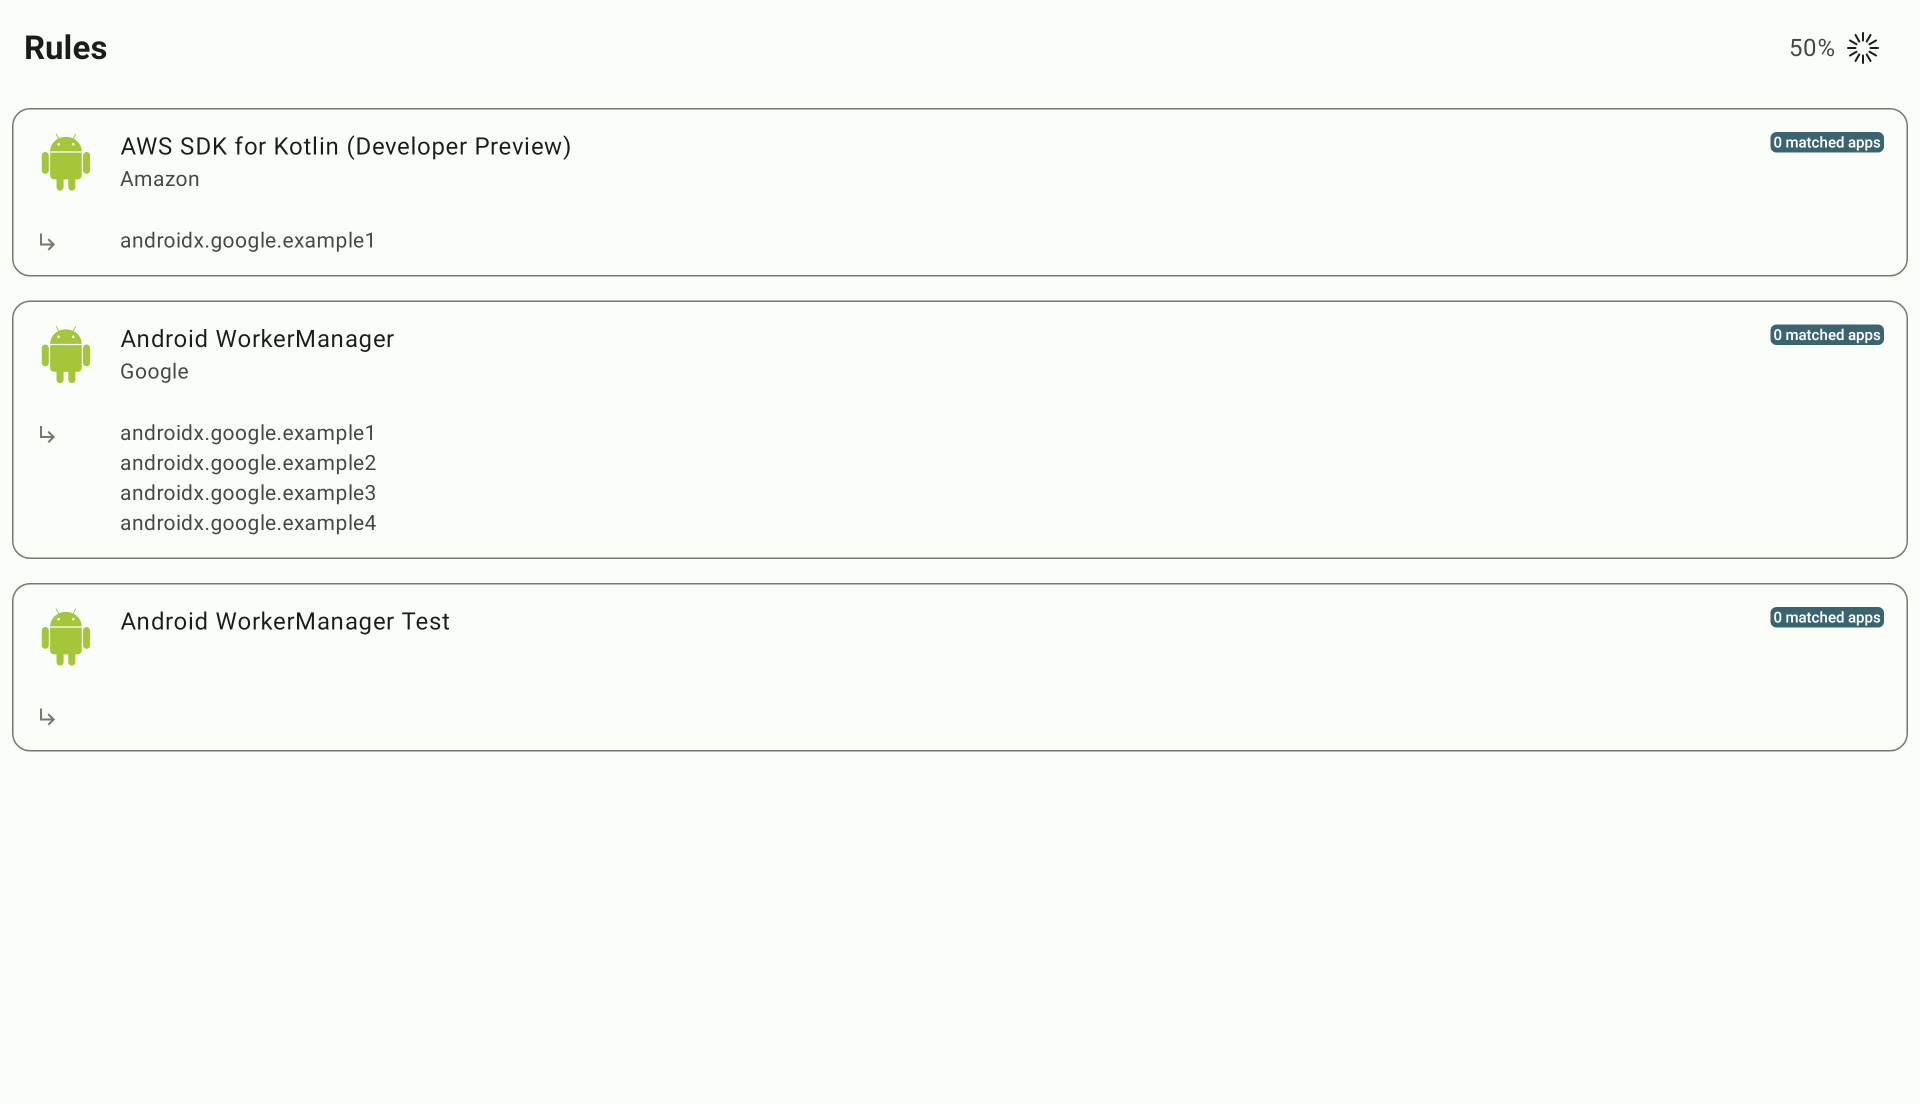 Rules
50%
AWS SDK for Kotlin (Developer Preview)
0 matched apps
Amazon
androidx.google.example1
Android WorkerManager
0 matched apps
Google
androidx.google.example1
androidx.google.example2
androidx.google.example3
androidx.google.example4
Android WorkerManager Test
0 matched apps